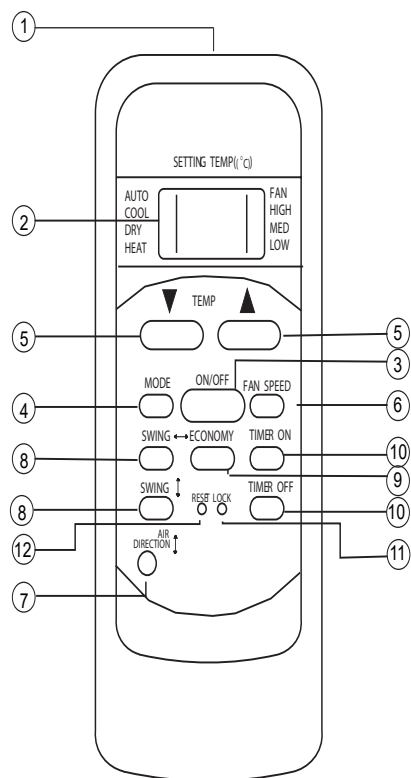 1
SETTING TEMP((°C))
AUTO
COOL
DRY
HEAT
FAN
HIGH
MED
LOW
2
TEMP
5
5
3
MODE
ON/OFF
FAN SPEED
4
6
SWING
ECONOMY
TIMER ON
8
10
9
SWING
RESET LOCK
TIMER OFF
8
10
12
11
AIR
DIRECTION
7